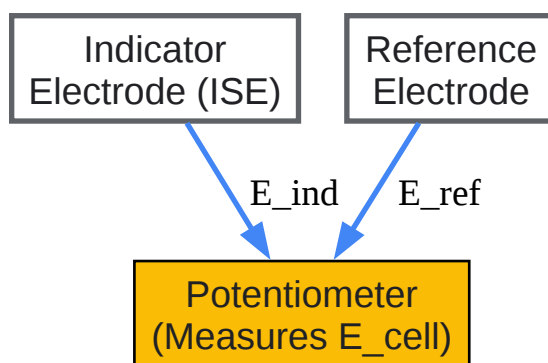 Indicator
Electrode (ISE)
Reference
Electrode
E_ind
E_ref
Potentiometer
(Measures E_cell)